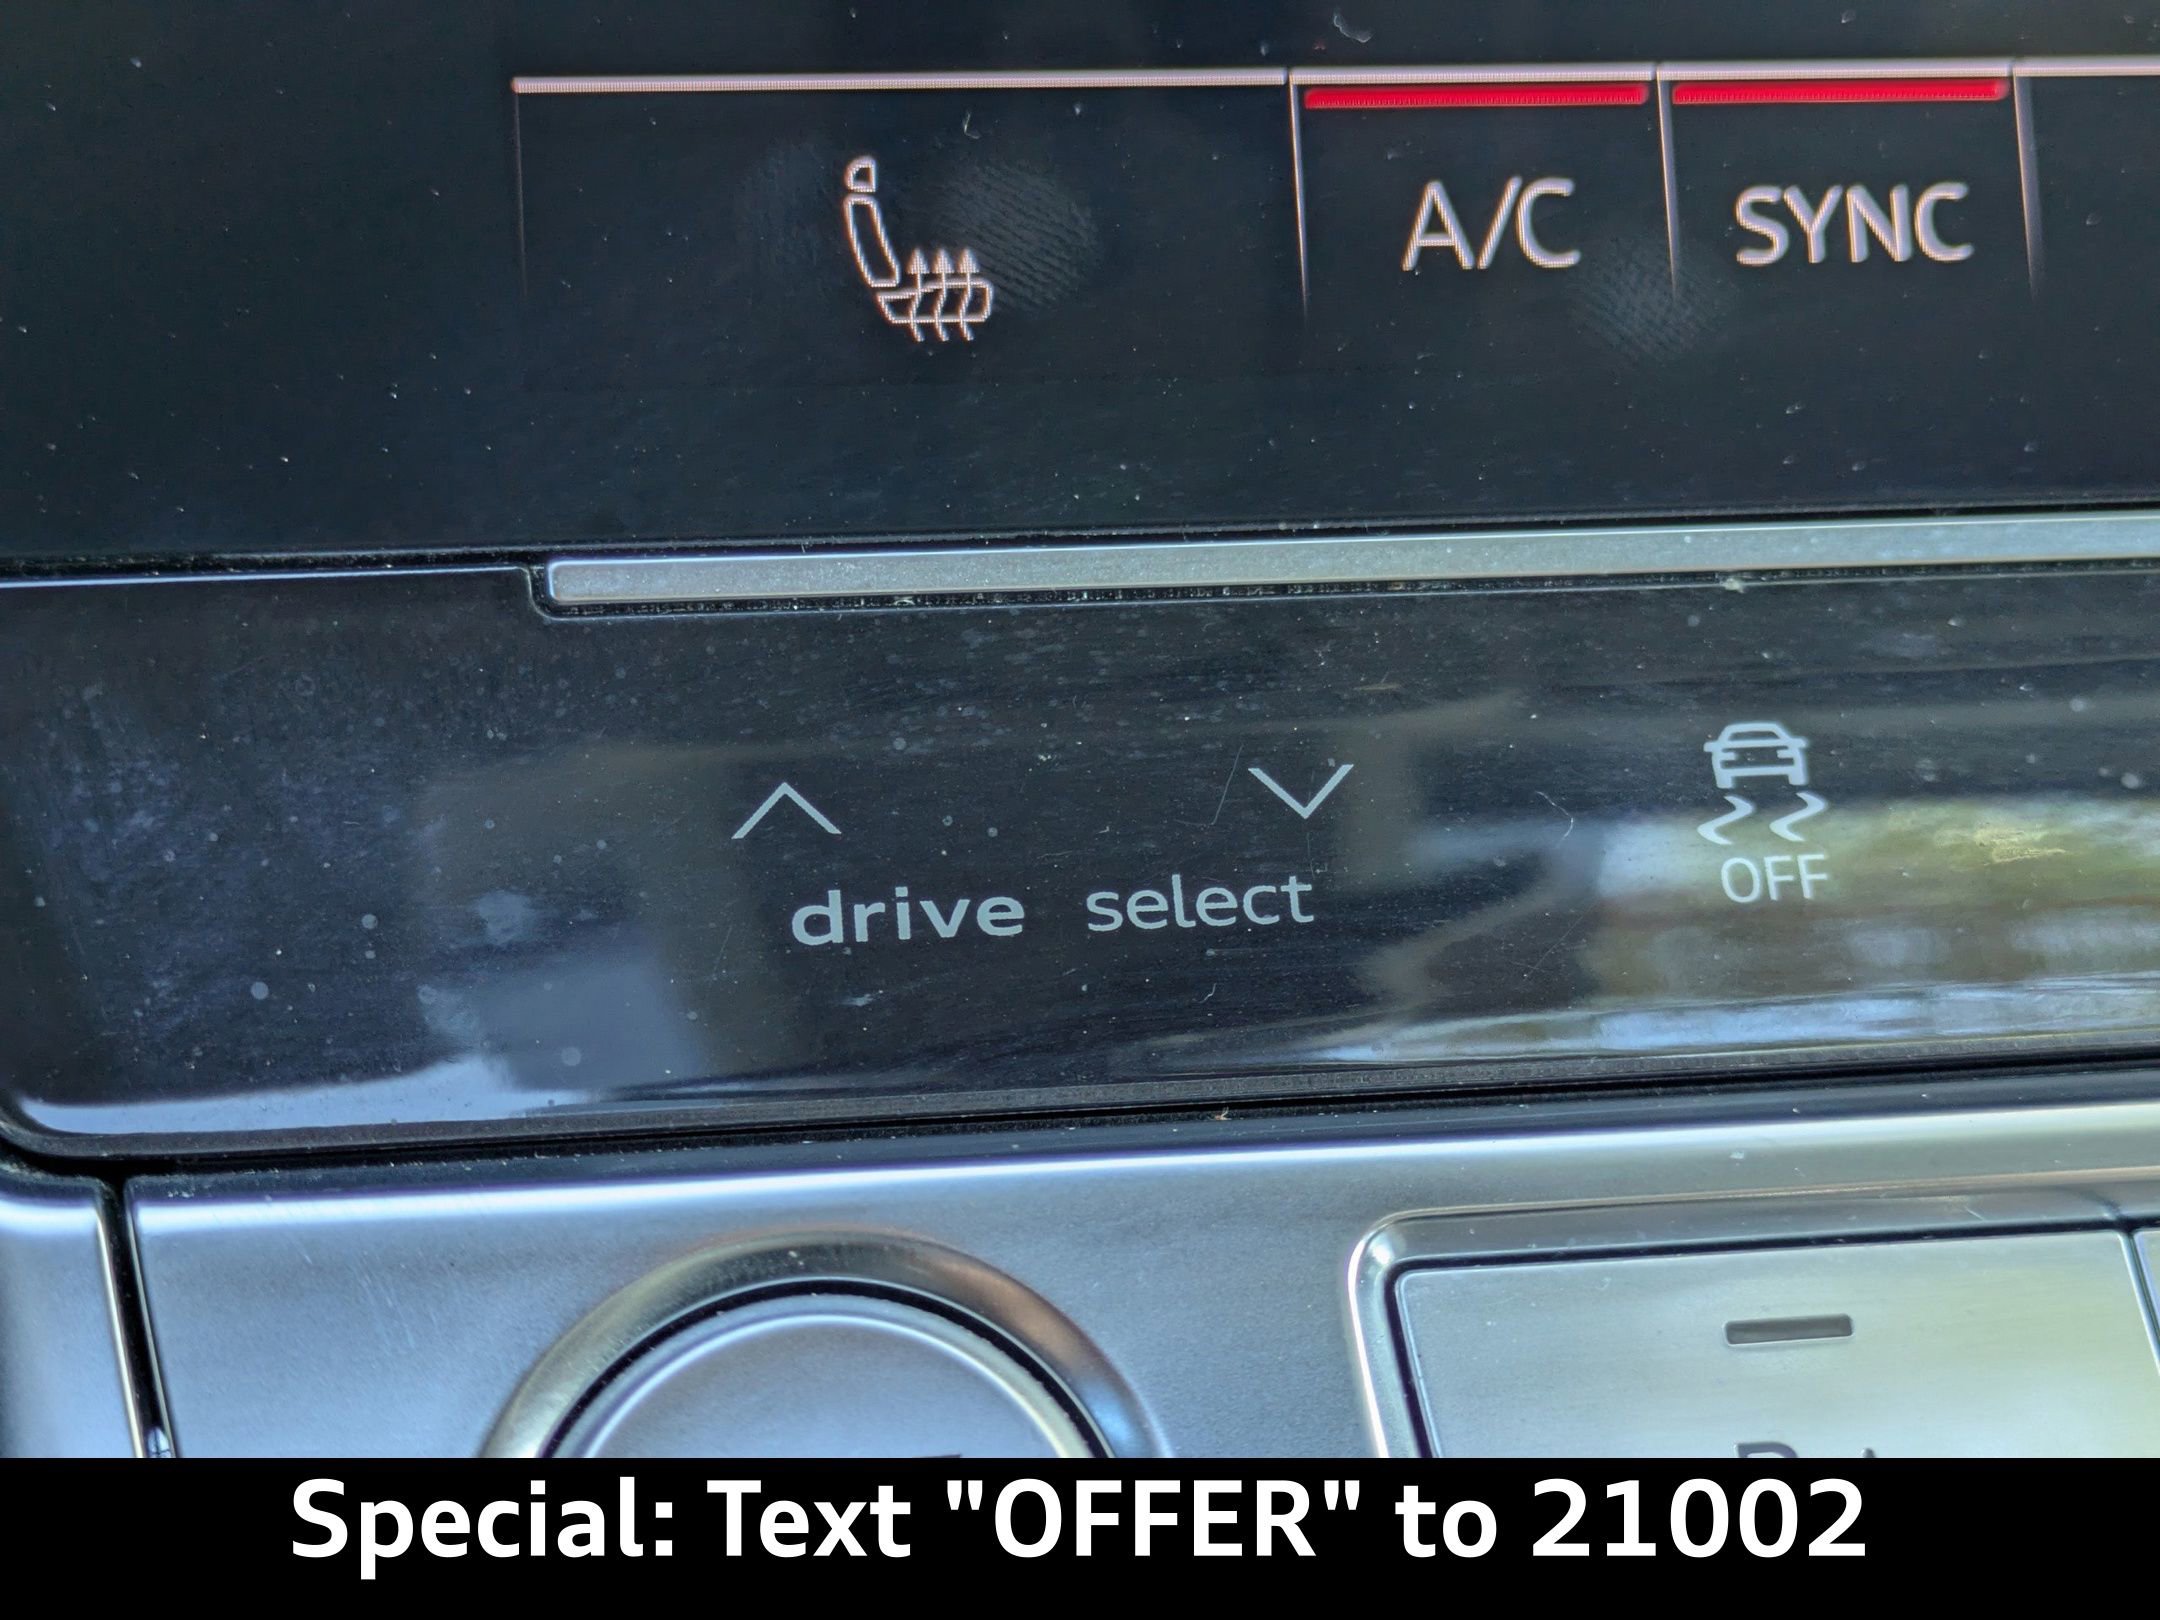 A/C SYNC
drive select
OFF
Special: Text "OFFER" to 21002